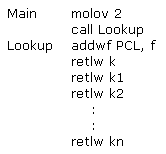 Main molov 2
call Lookup
Lookup addwf PCL, f
retlw k
retlw k1
retlw k2
:
:
retlw kn